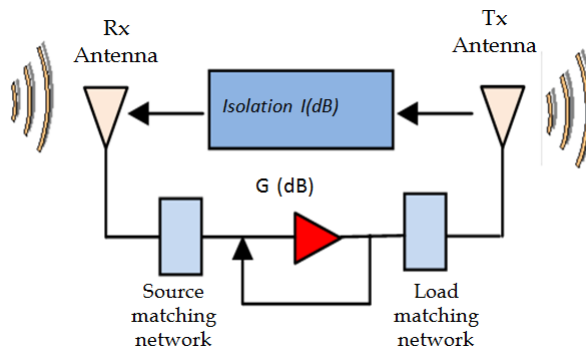 Rx
Antenna
Tx
Antenna
Isolation I(dB)
G (dB)
Source
matching
network
Load
matching
network